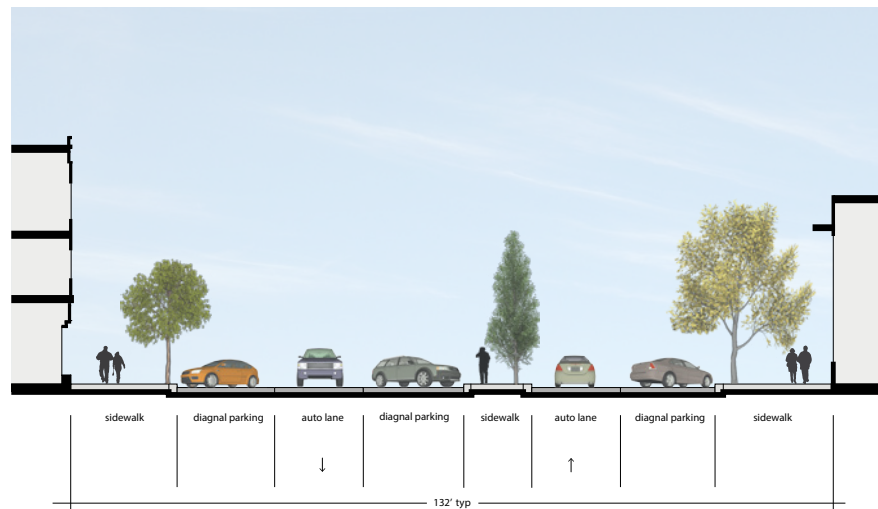 sidewalk
diagnal parking
auto lane
diagnal parking
sidewalk
auto lane
diagnal parking
sidewalk
132' typ